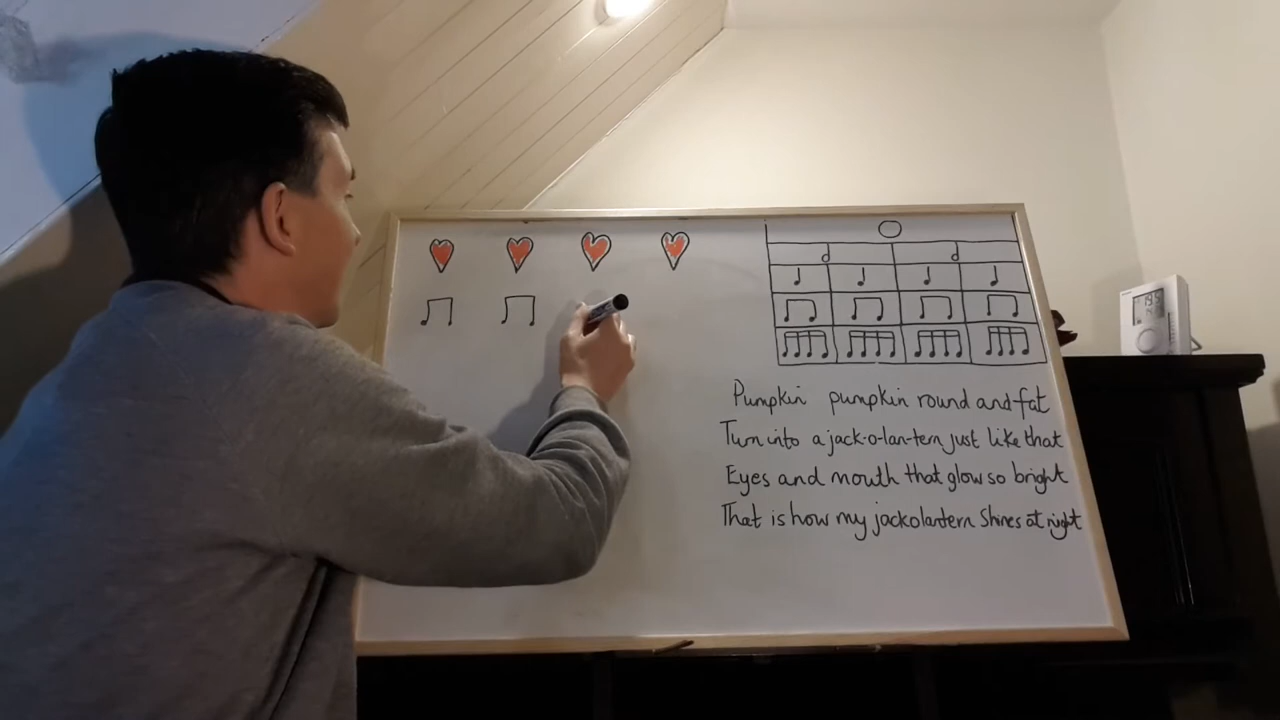 Pumpkin pumpkin round and fat
Turn into a jack-o-lan-tern just like that
Eyes and mouth that glow so bright
That is how my jackolantern shines at night